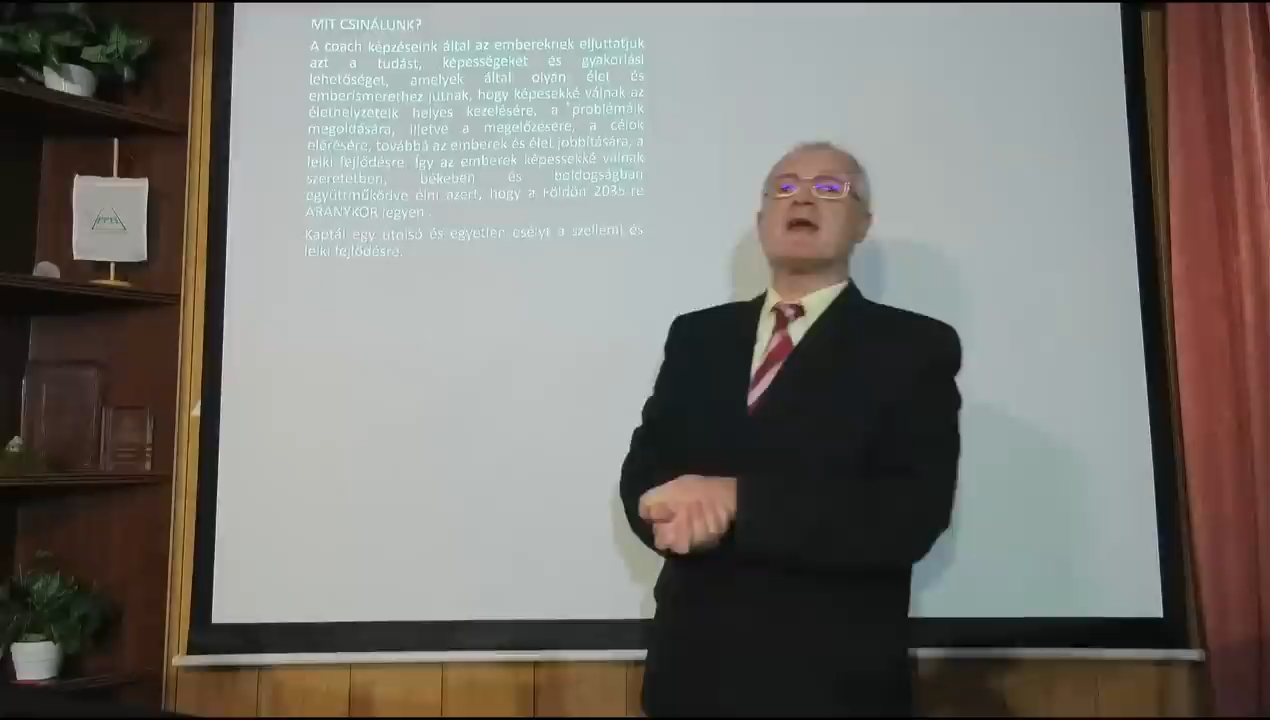 MIT CSINÁLUNK?
A coach képzéseink által az embereknek eljuttatjuk
azt a tudást, képességeket és gyakorlási
lehetőséget, amelyek által olyan élet és
emberismerethez jutnak, hogy képesekké válnak az
élethelyzeteik helyes kezelésére, a problémáik
megoldására, illetve a megelőzésére, a célok
elérésére, továbbá az emberek és élet jobbítására, a
lelki fejlődésre. Így az emberek képessekké válnak
szeretetben, békében és boldogságban
együttműködve élni azért, hogy a Földön 2035-re
ARANYKOR legyen.
Kaptál egy utolsó és egyetlen esélyt a szellemi és
lelki fejlődésre.